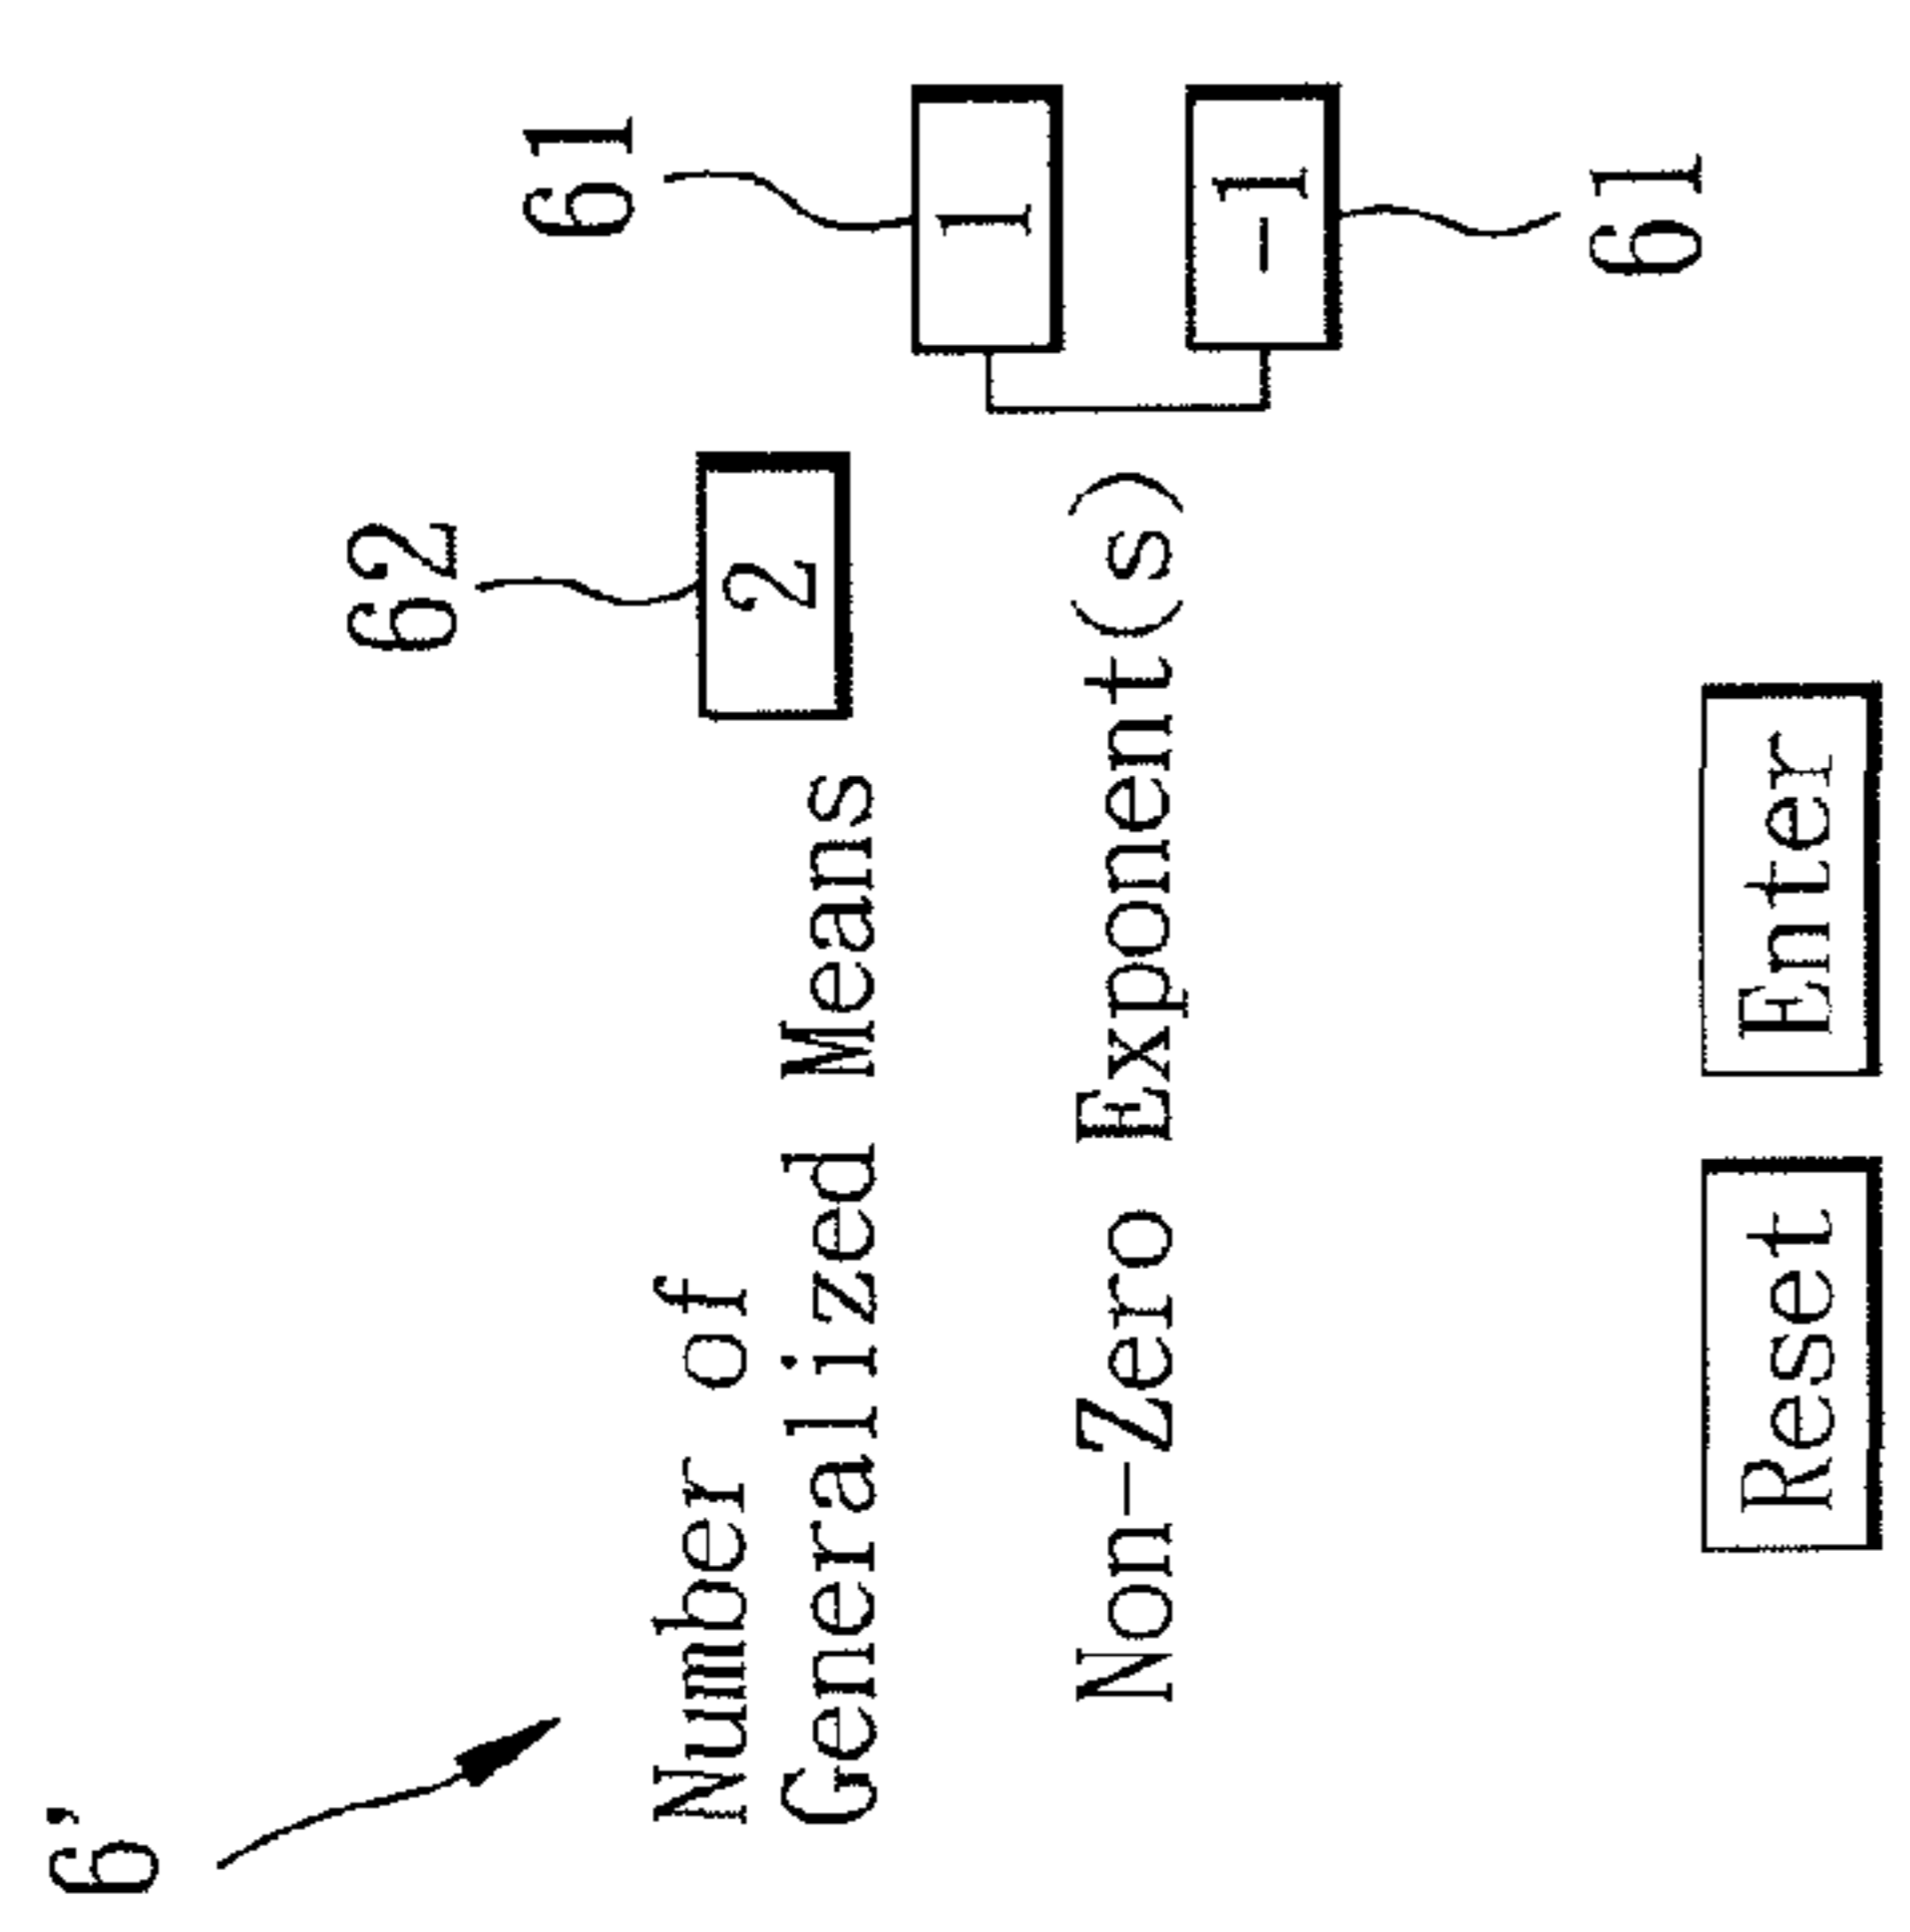 6'
62
Number of
Generalized Means
2
61
1
Non-Zero Exponent(s)
-1
61
Reset
Enter